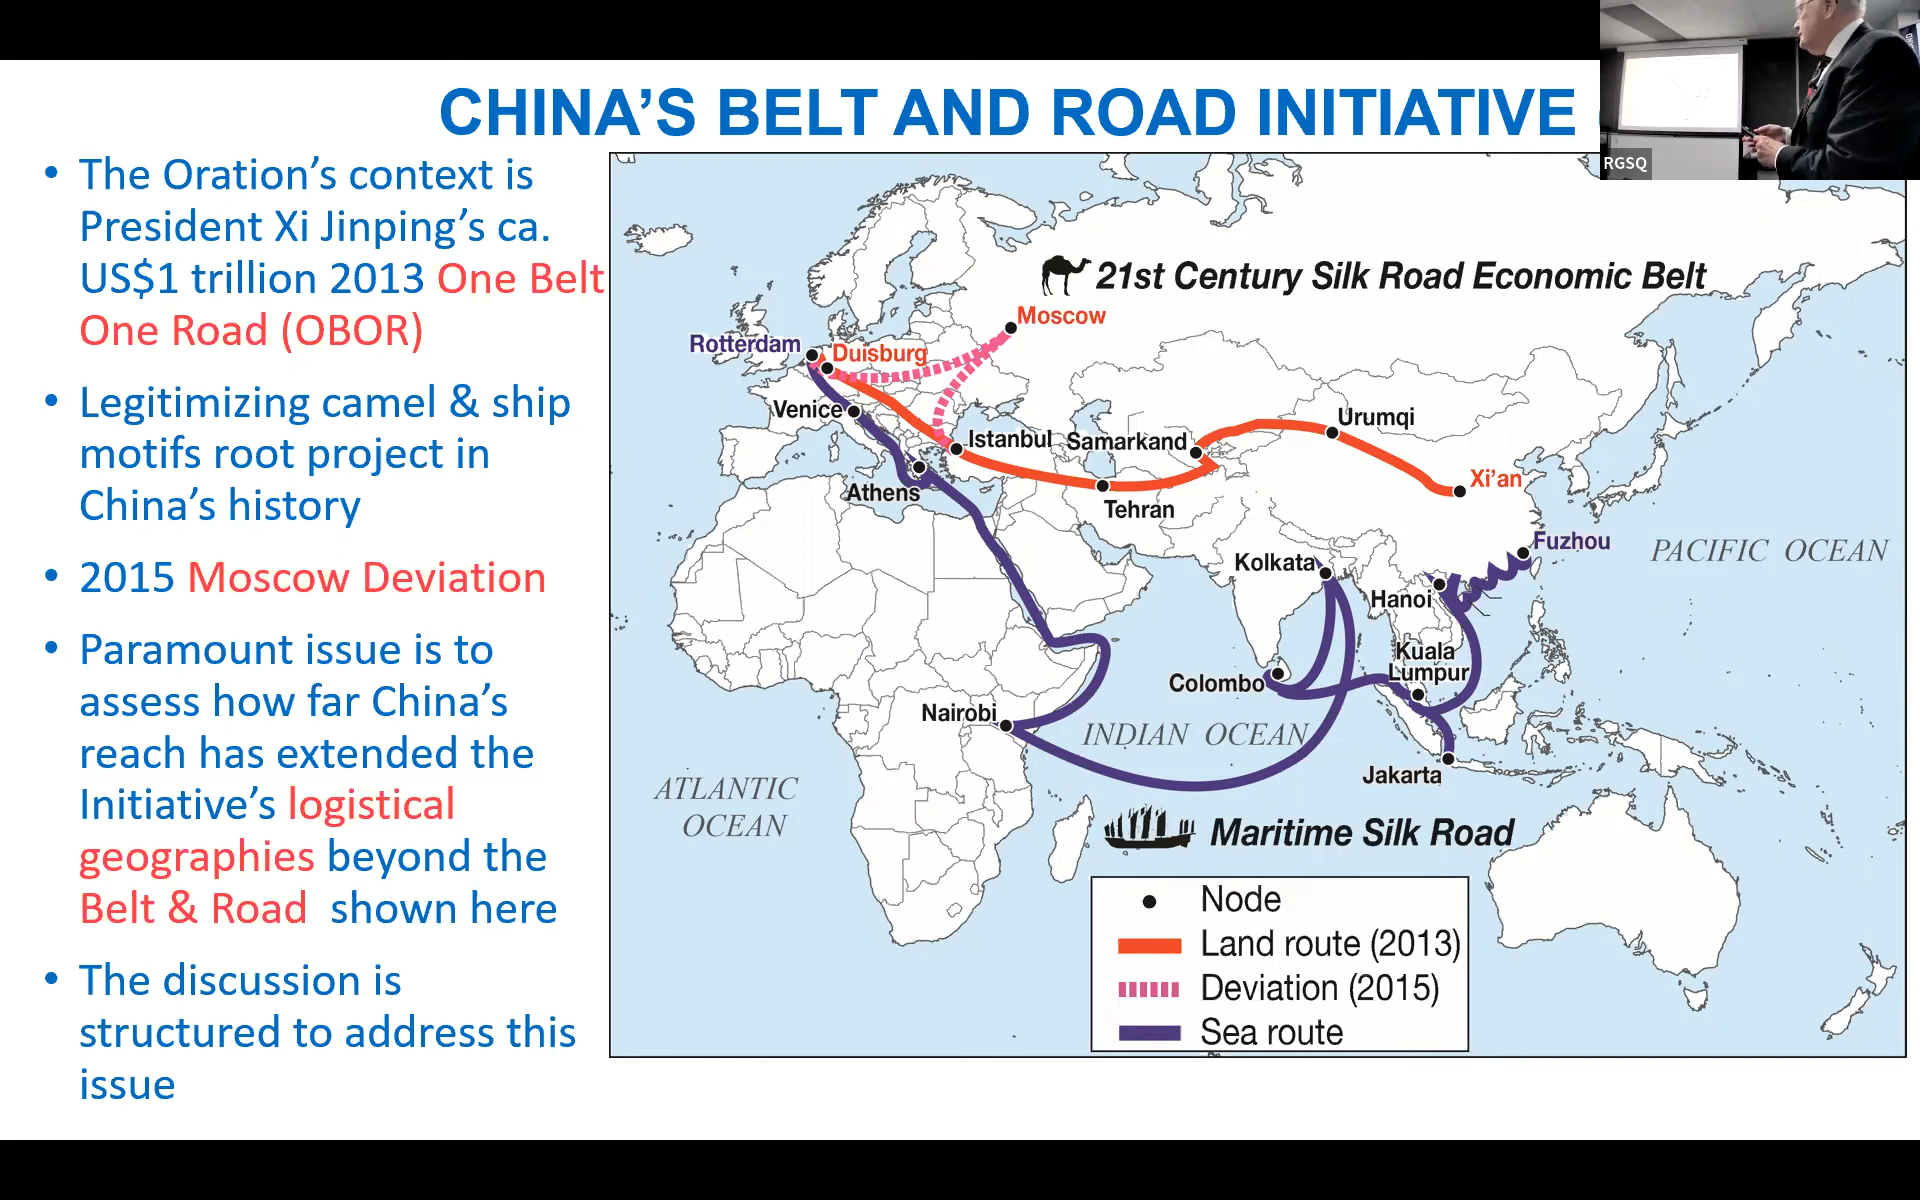 CHINA'S BELT AND ROAD INITIATIVE
• The Oration's context is
President Xi Jinping's ca.
US$1 trillion 2013 One Belt
One Road (OBOR)
• Legitimizing camel & ship
motifs root project in
China's history
• 2015 Moscow Deviation
• Paramount issue is to
assess how far China's
reach has extended the
Initiative's logistical
geographies beyond the
Belt & Road shown here
• The discussion is
structured to address this
issue
RGSQ
21st Century Silk Road Economic Belt
Moscow
Rotterdam
Duisburg
Venice
Istanbul
Samarkand
Urumqi
Athens
Tehran
Xi'an
Fuzhou
PACIFIC OCEAN
Kolkata
Hanoi
Kuala
Lumpur
Colombo
Nairobi
INDIAN OCEAN
Jakarta
ATLANTIC
OCEAN
Maritime Silk Road
Node
Land route (2013)
Deviation (2015)
Sea route